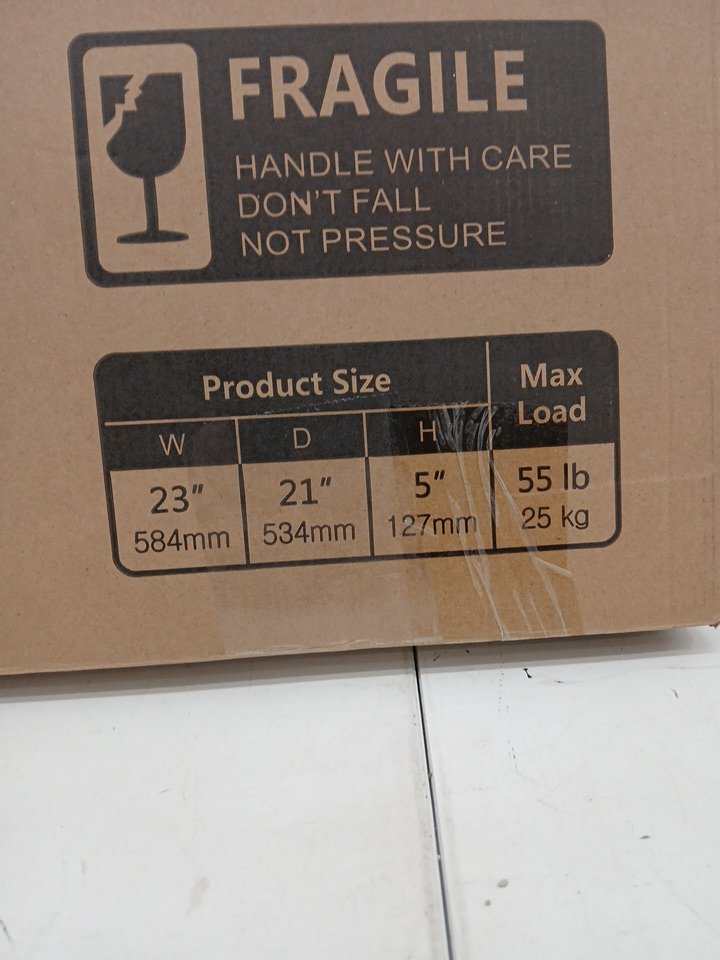 FRAGILE
HANDLE WITH CARE
DON'T FALL
NOT PRESSURE
Product Size
Max
Load
W D H
23" 21" 5" 55 lb
584mm 534mm 127mm 25 kg